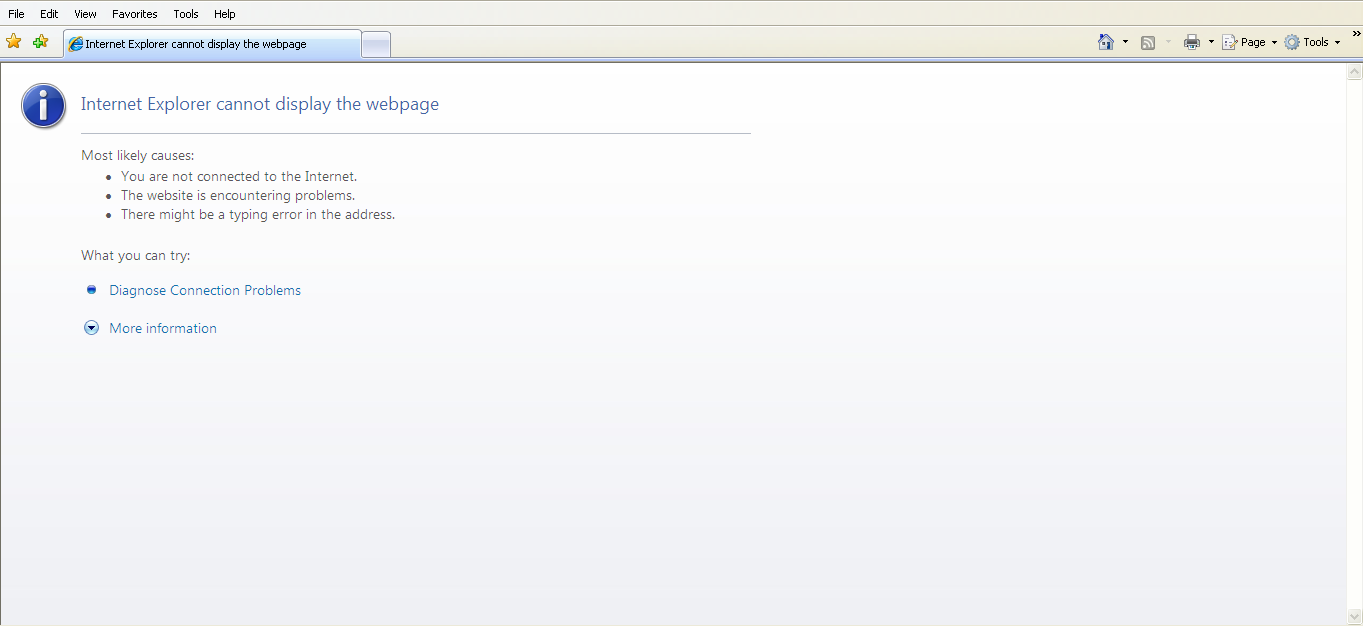 File Edit View Favorites Tools Help
Internet Explorer cannot display the webpage
Page Tools »
Internet Explorer cannot display the webpage
Most likely causes:
• You are not connected to the Internet.
• The website is encountering problems.
• There might be a typing error in the address.
What you can try:
Diagnose Connection Problems
More information